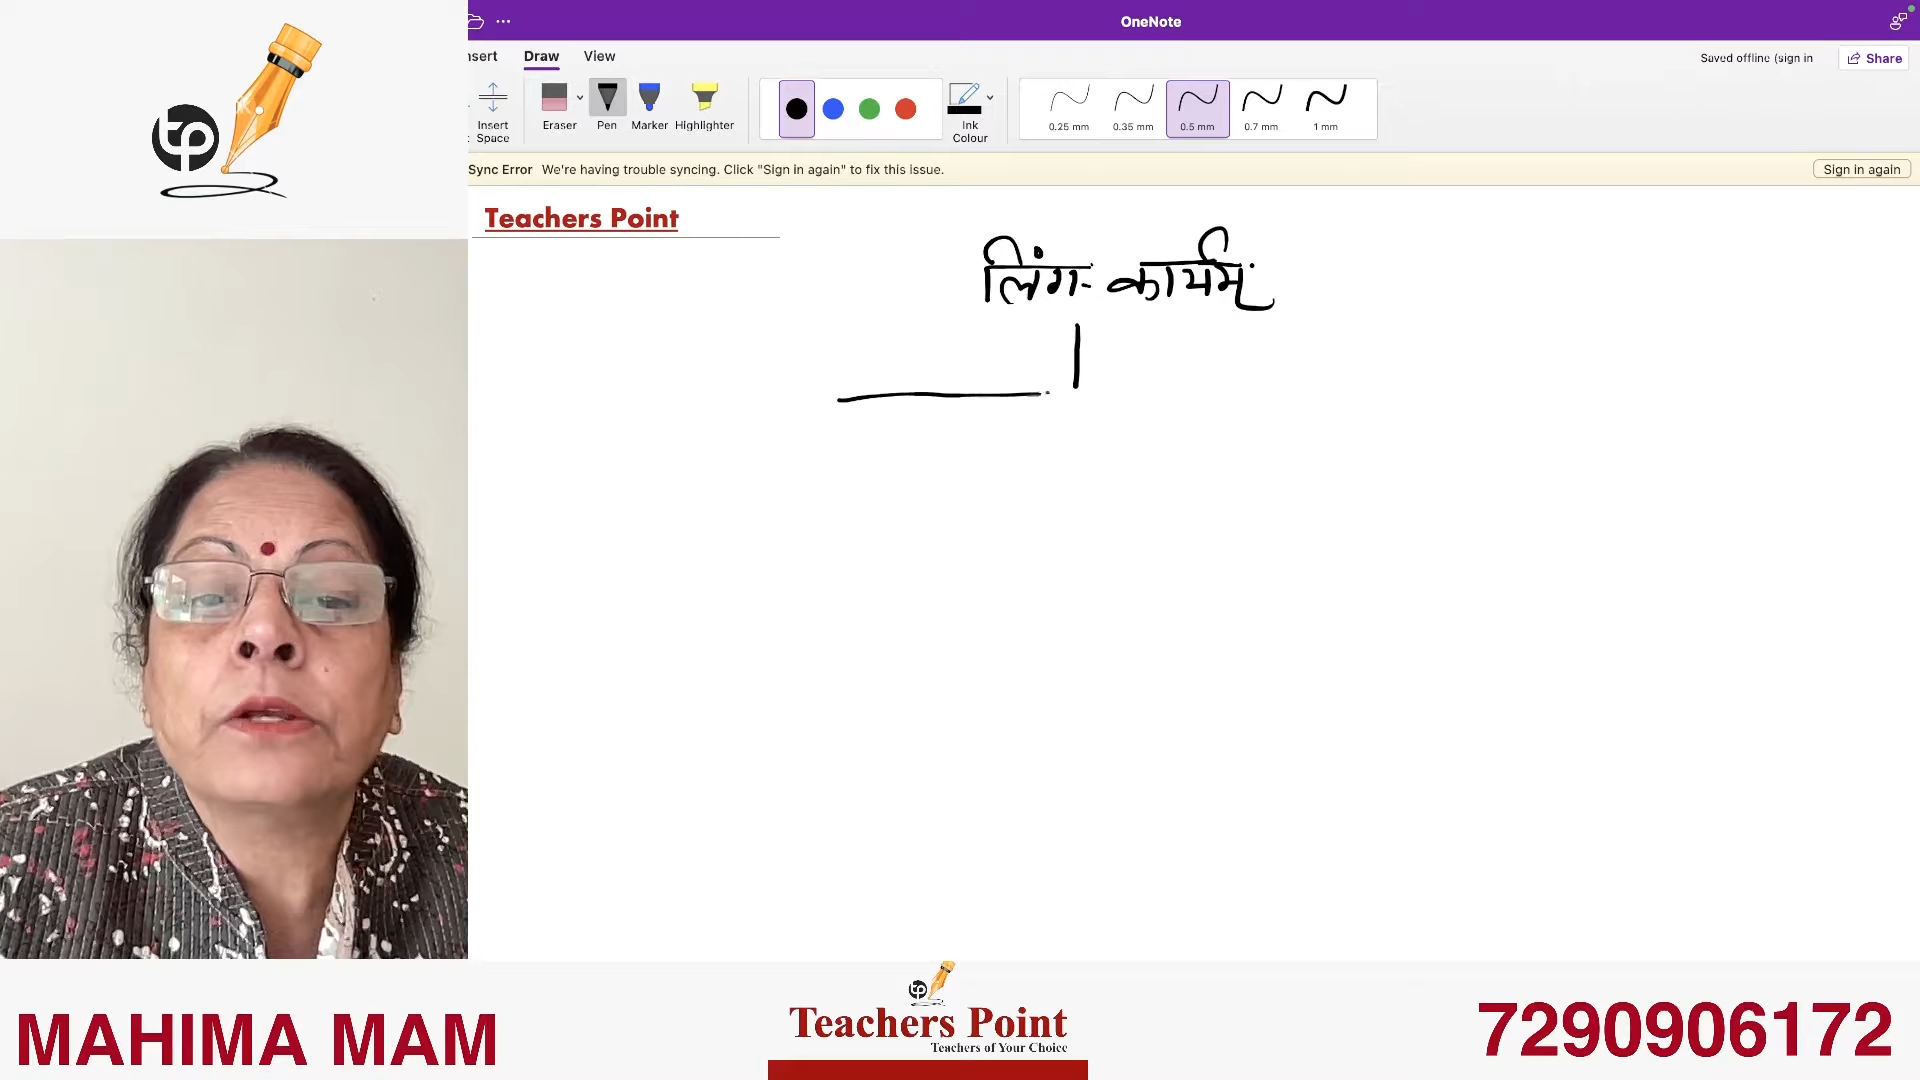 OneNote
nsert Draw View
Saved offline (sign in
Share
Insert Space
Eraser
Pen
Marker
Highlighter
Ink Colour
0.25 mm
0.35 mm
0.5 mm
0.7 mm
1 mm
Sync Error We're having trouble syncing. Click "Sign in again" to fix this issue.
Sign in again
tp
Teachers Point
लिंग- कार्यम्
MAHIMA MAM
tp
Teachers Point
Teachers of Your Choice
7290906172